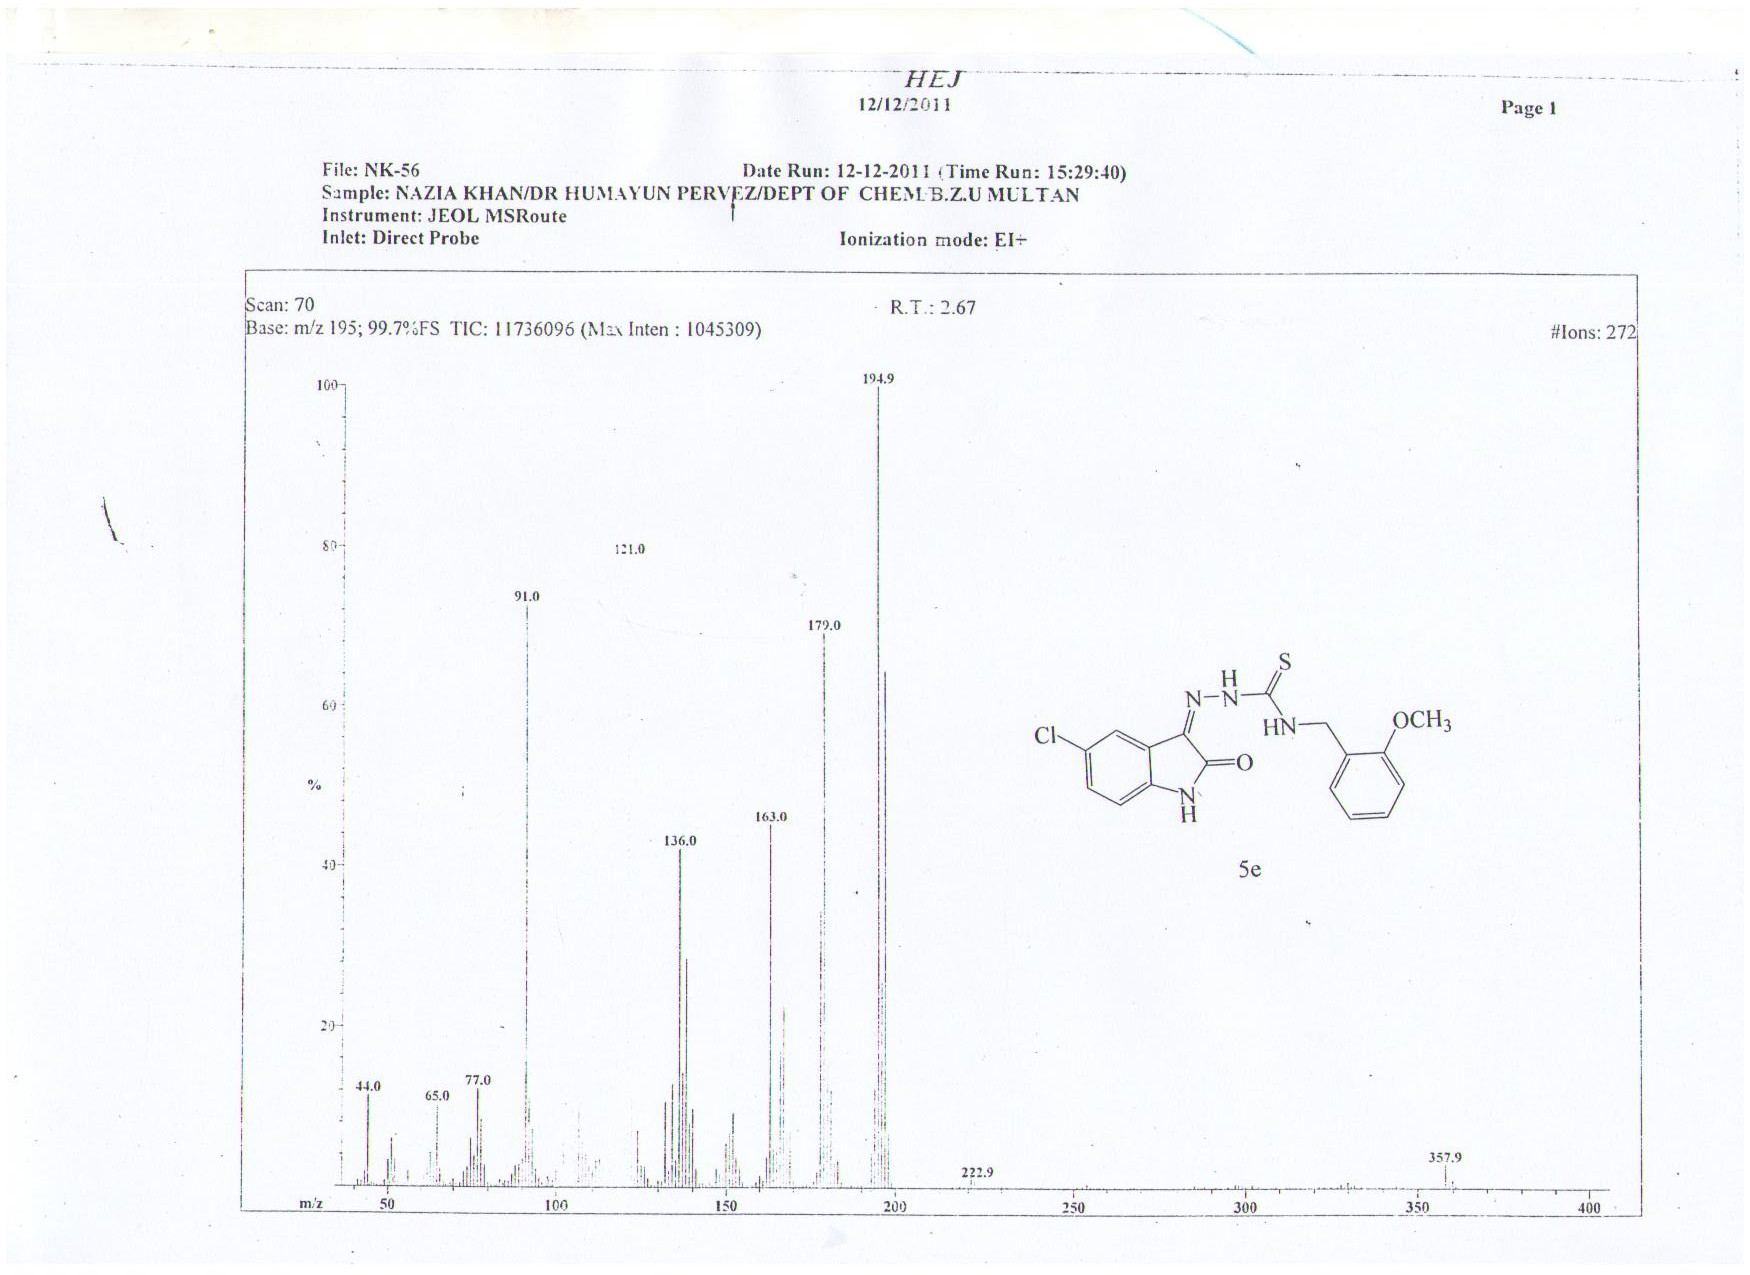 HEJ
12/12/2011
Page 1
File: NK-56 Date Run: 12-12-2011 (Time Run: 15:29:40)
Sample: NAZIA KHAN/DR HUMAYUN PERVEZ/DEPT OF CHEM B.Z.U MULTAN
Instrument: JEOL MSRoute
Inlet: Direct Probe Ionization mode: EI+
Scan: 70 R.T.: 2.67
Base: m/z 195; 99.7%FS TIC: 11736096 (Max Inten : 1045309) #Ions: 272
100
194.9
80
121.0
91.0
179.0
60
%
163.0
136.0
40
20
44.0
65.0
77.0
222.9
357.9
m/z 50 100 150 200 250 300 350 400
S
H
N N
HN
OCH3
Cl
O
N
H
5e